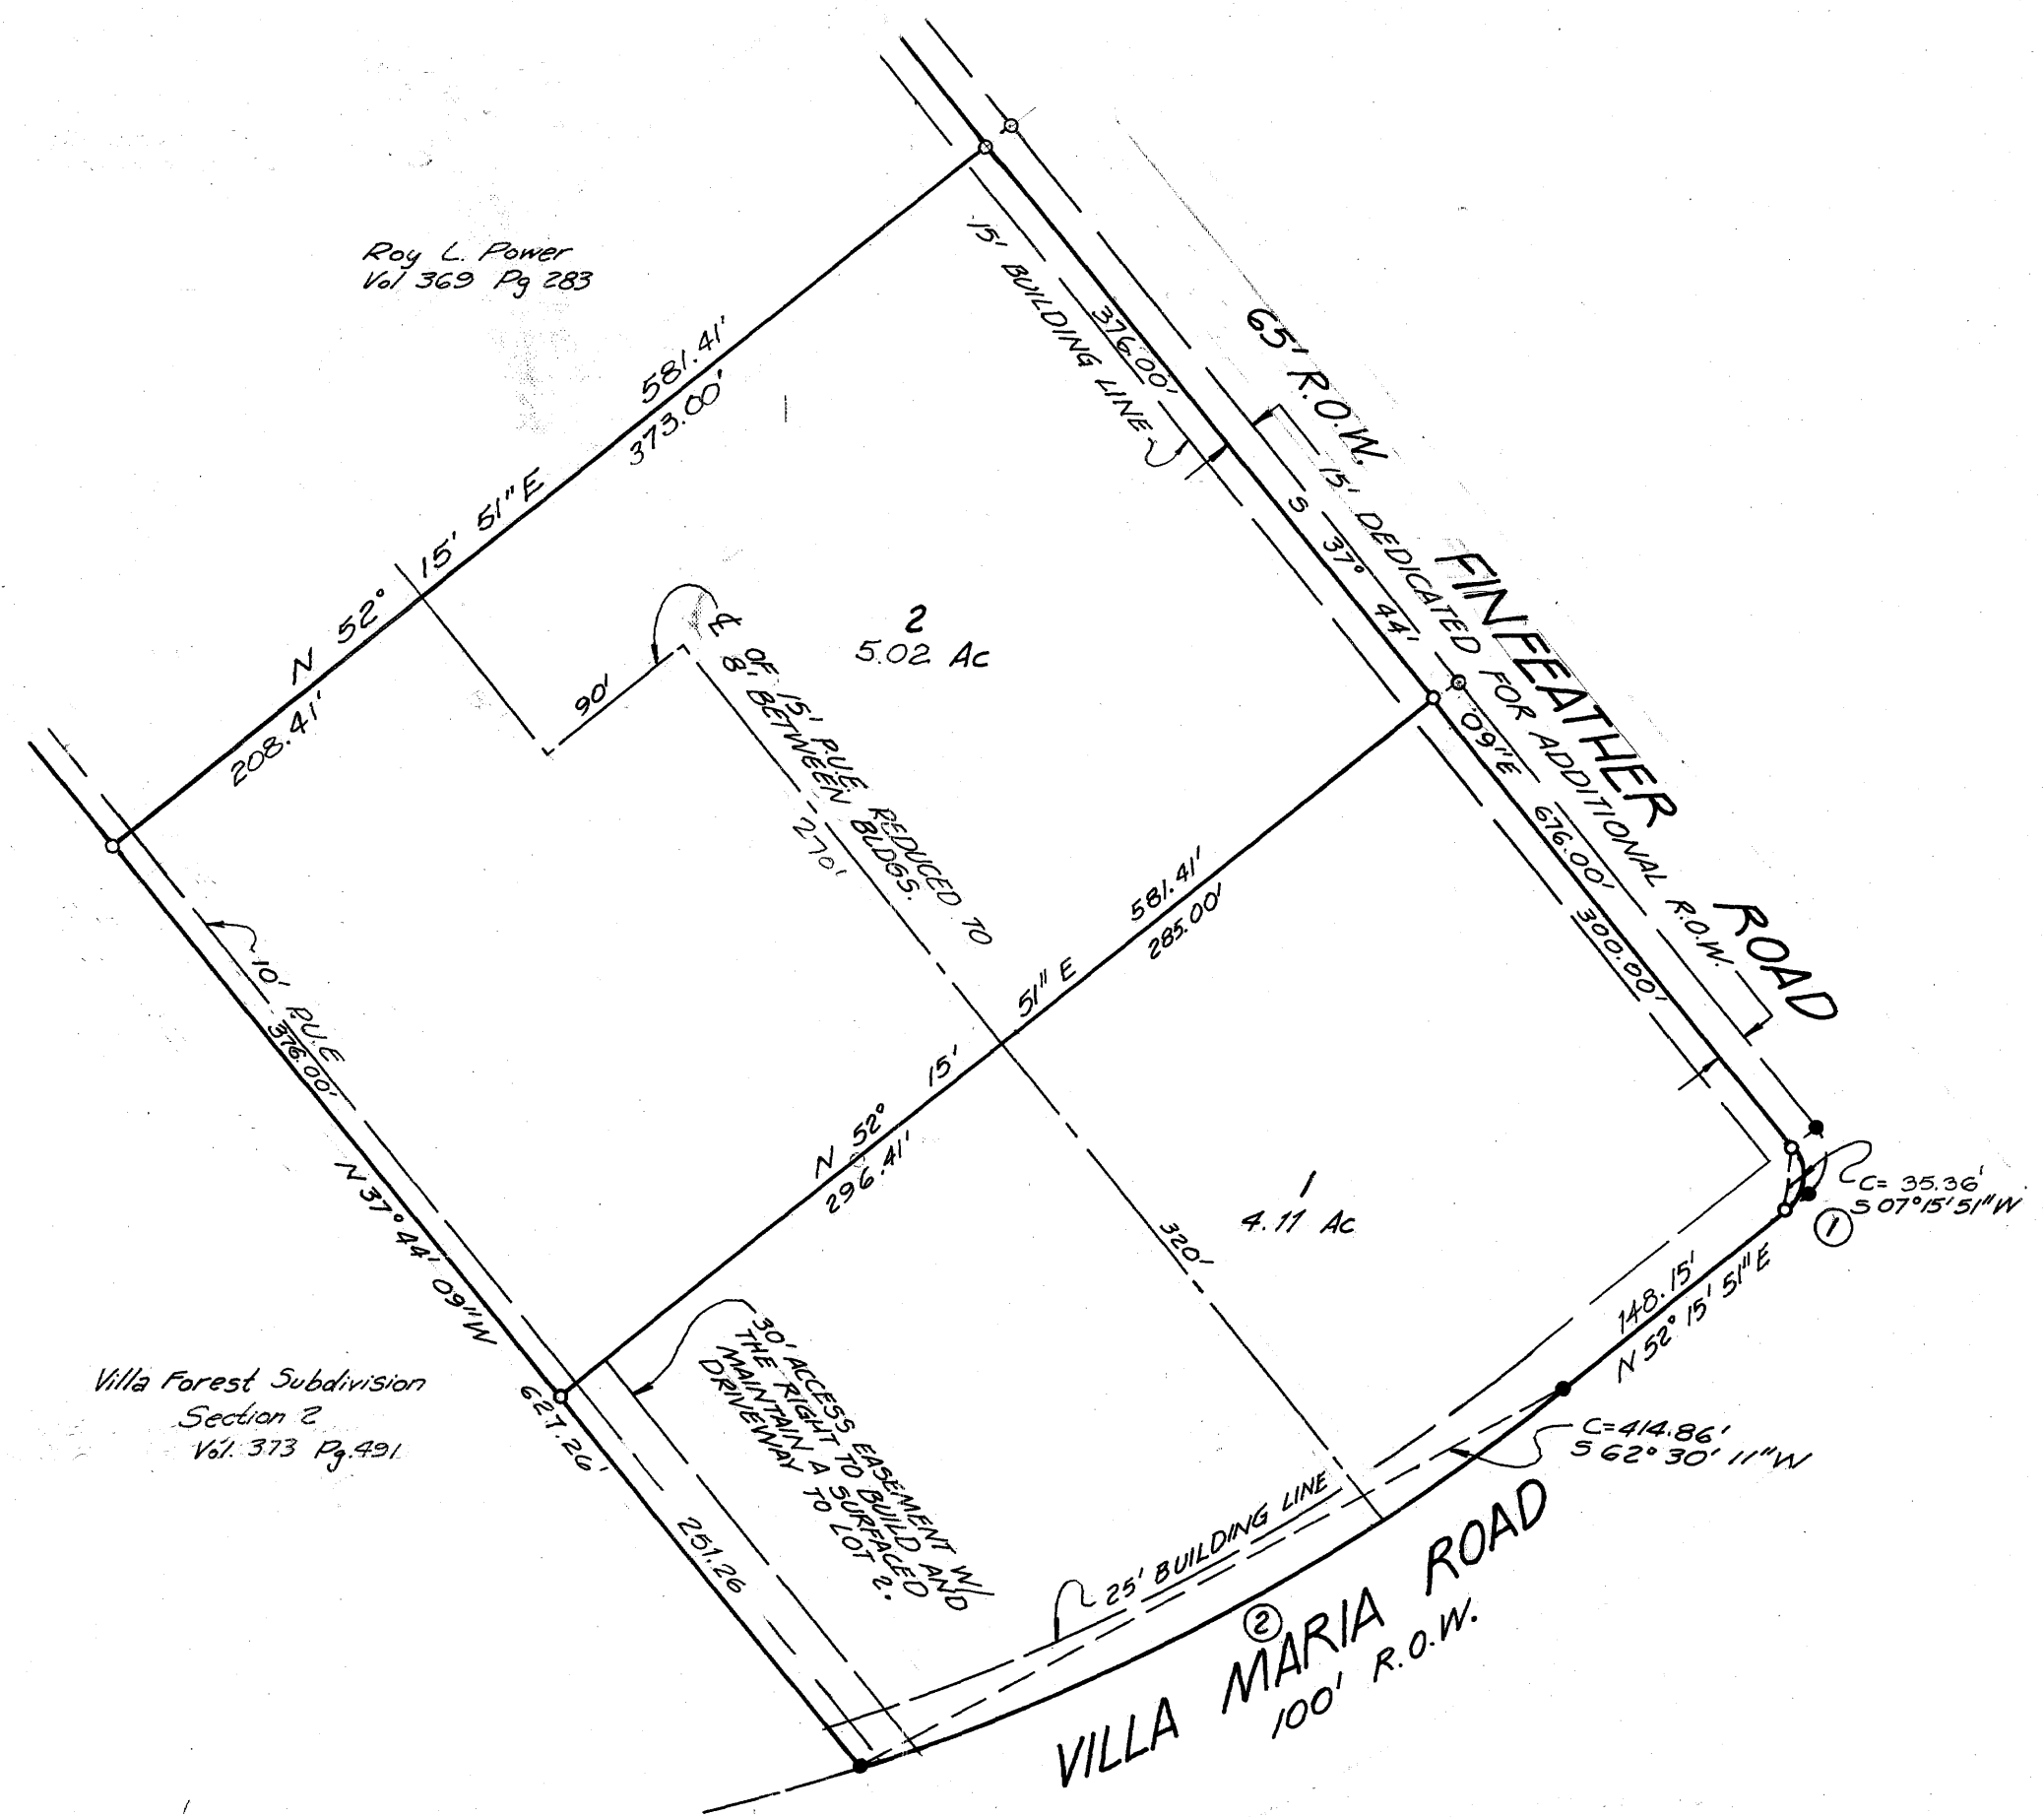 Roy L. Power
Vol 369 Pg 283
581.41'
373.00'
N 52° 15' 51" E
208.41'
15' BUILDING LINE
376.00'
65' R.O.W.
15' DEDICATED FOR ADDITIONAL R.O.W.
S 37° 44' 09" E
676.00'
FINFEATHER ROAD
2
5.02 Ac
90'
℄ OF 15' P.U.E. REDUCED TO
8' BETWEEN BLDGS.
270'
581.41'
285.00'
N 52° 15' 51" E
296.41'
300.00'
10' P.U.E
376.00'
N 37° 44' 09" W
627.26'
251.26
Villa Forest Subdivision
Section 2
Vol. 373 Pg. 491
30' ACCESS EASEMENT W/
THE RIGHT TO BUILD AND
MAINTAIN A SURFACED
DRIVEWAY TO LOT 2.
320'
1
4.11 Ac
C= 35.36'
S 07° 15' 51" W
1
148.15'
N 52° 15' 51" E
C=414.86'
S 62° 30' 11" W
25' BUILDING LINE
2
VILLA MARIA ROAD
100' R.O.W.